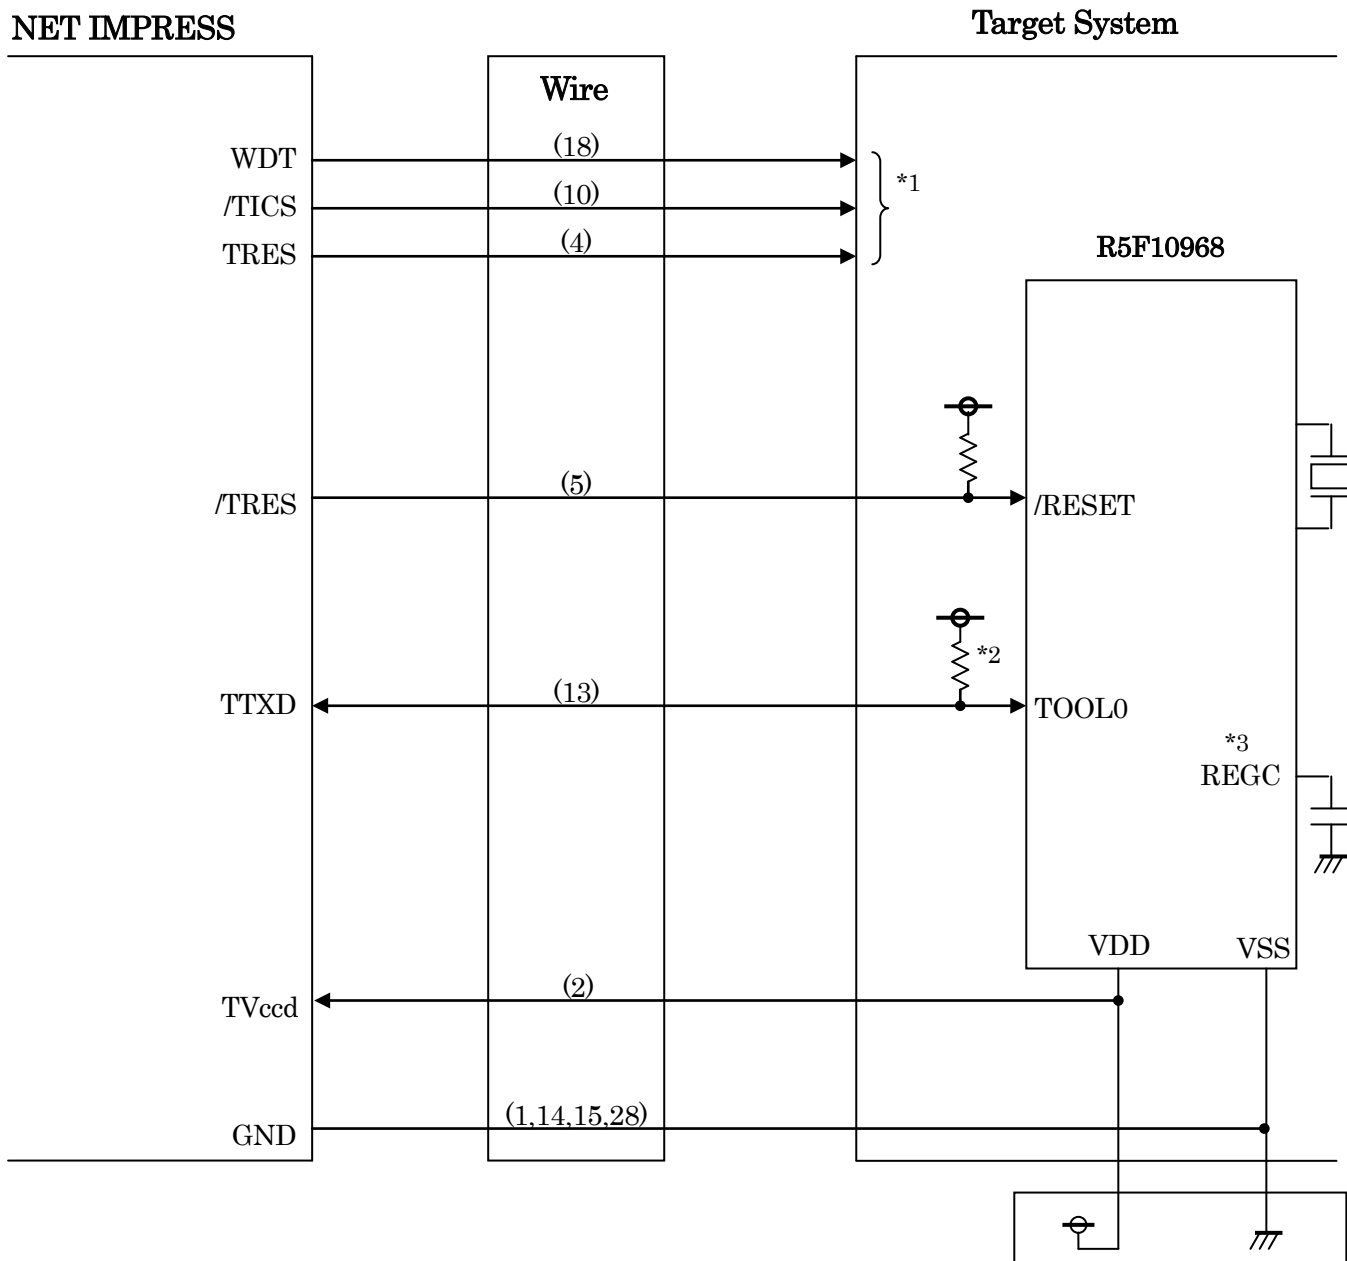 NET IMPRESS
Target System
Wire
WDT
(18)
*1
/TICS
(10)
TRES
(4)
R5F10968
/TRES
(5)
/RESET
*2
TTXD
(13)
TOOL0
*3
REGC
VDD
VSS
TVccd
(2)
GND
(1,14,15,28)